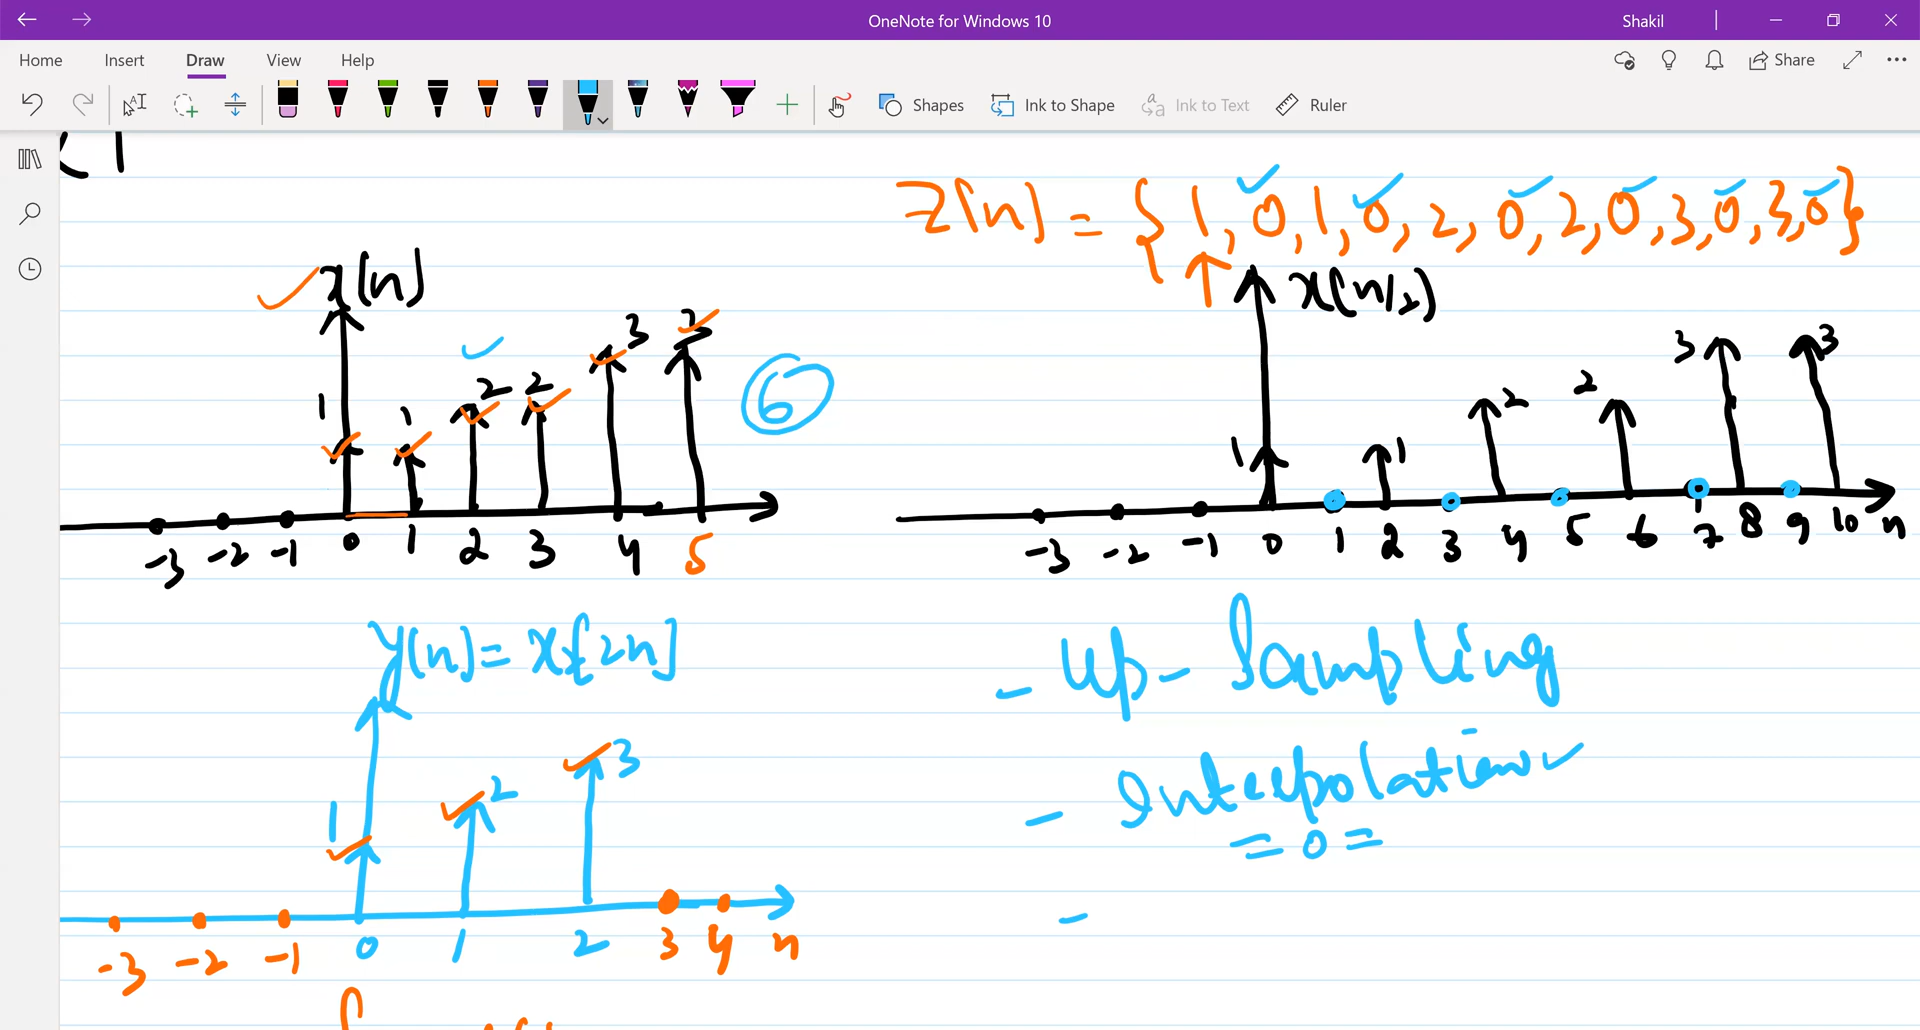 OneNote for Windows 10
Shakil
Home Insert Draw View Help
Share
Shapes Ink to Shape Ink to Text Ruler
z[n] = {1, 0, 1, 0, 2, 0, 2, 0, 3, 0, 3, 0}
x[n]
x(n/2)
1 1 2 2 3 3
6
1 1 2 2 3 3
-3 -2 -1 0 1 2 3 4 5
-3 -2 -1 0 1 2 3 4 5 6 7 8 9 10 n
y[n] = x[2n]
- Up-Sampling
- Interpolation
= 0 =
-
1 2 3
-3 -2 -1 0 1 2 3 4 n